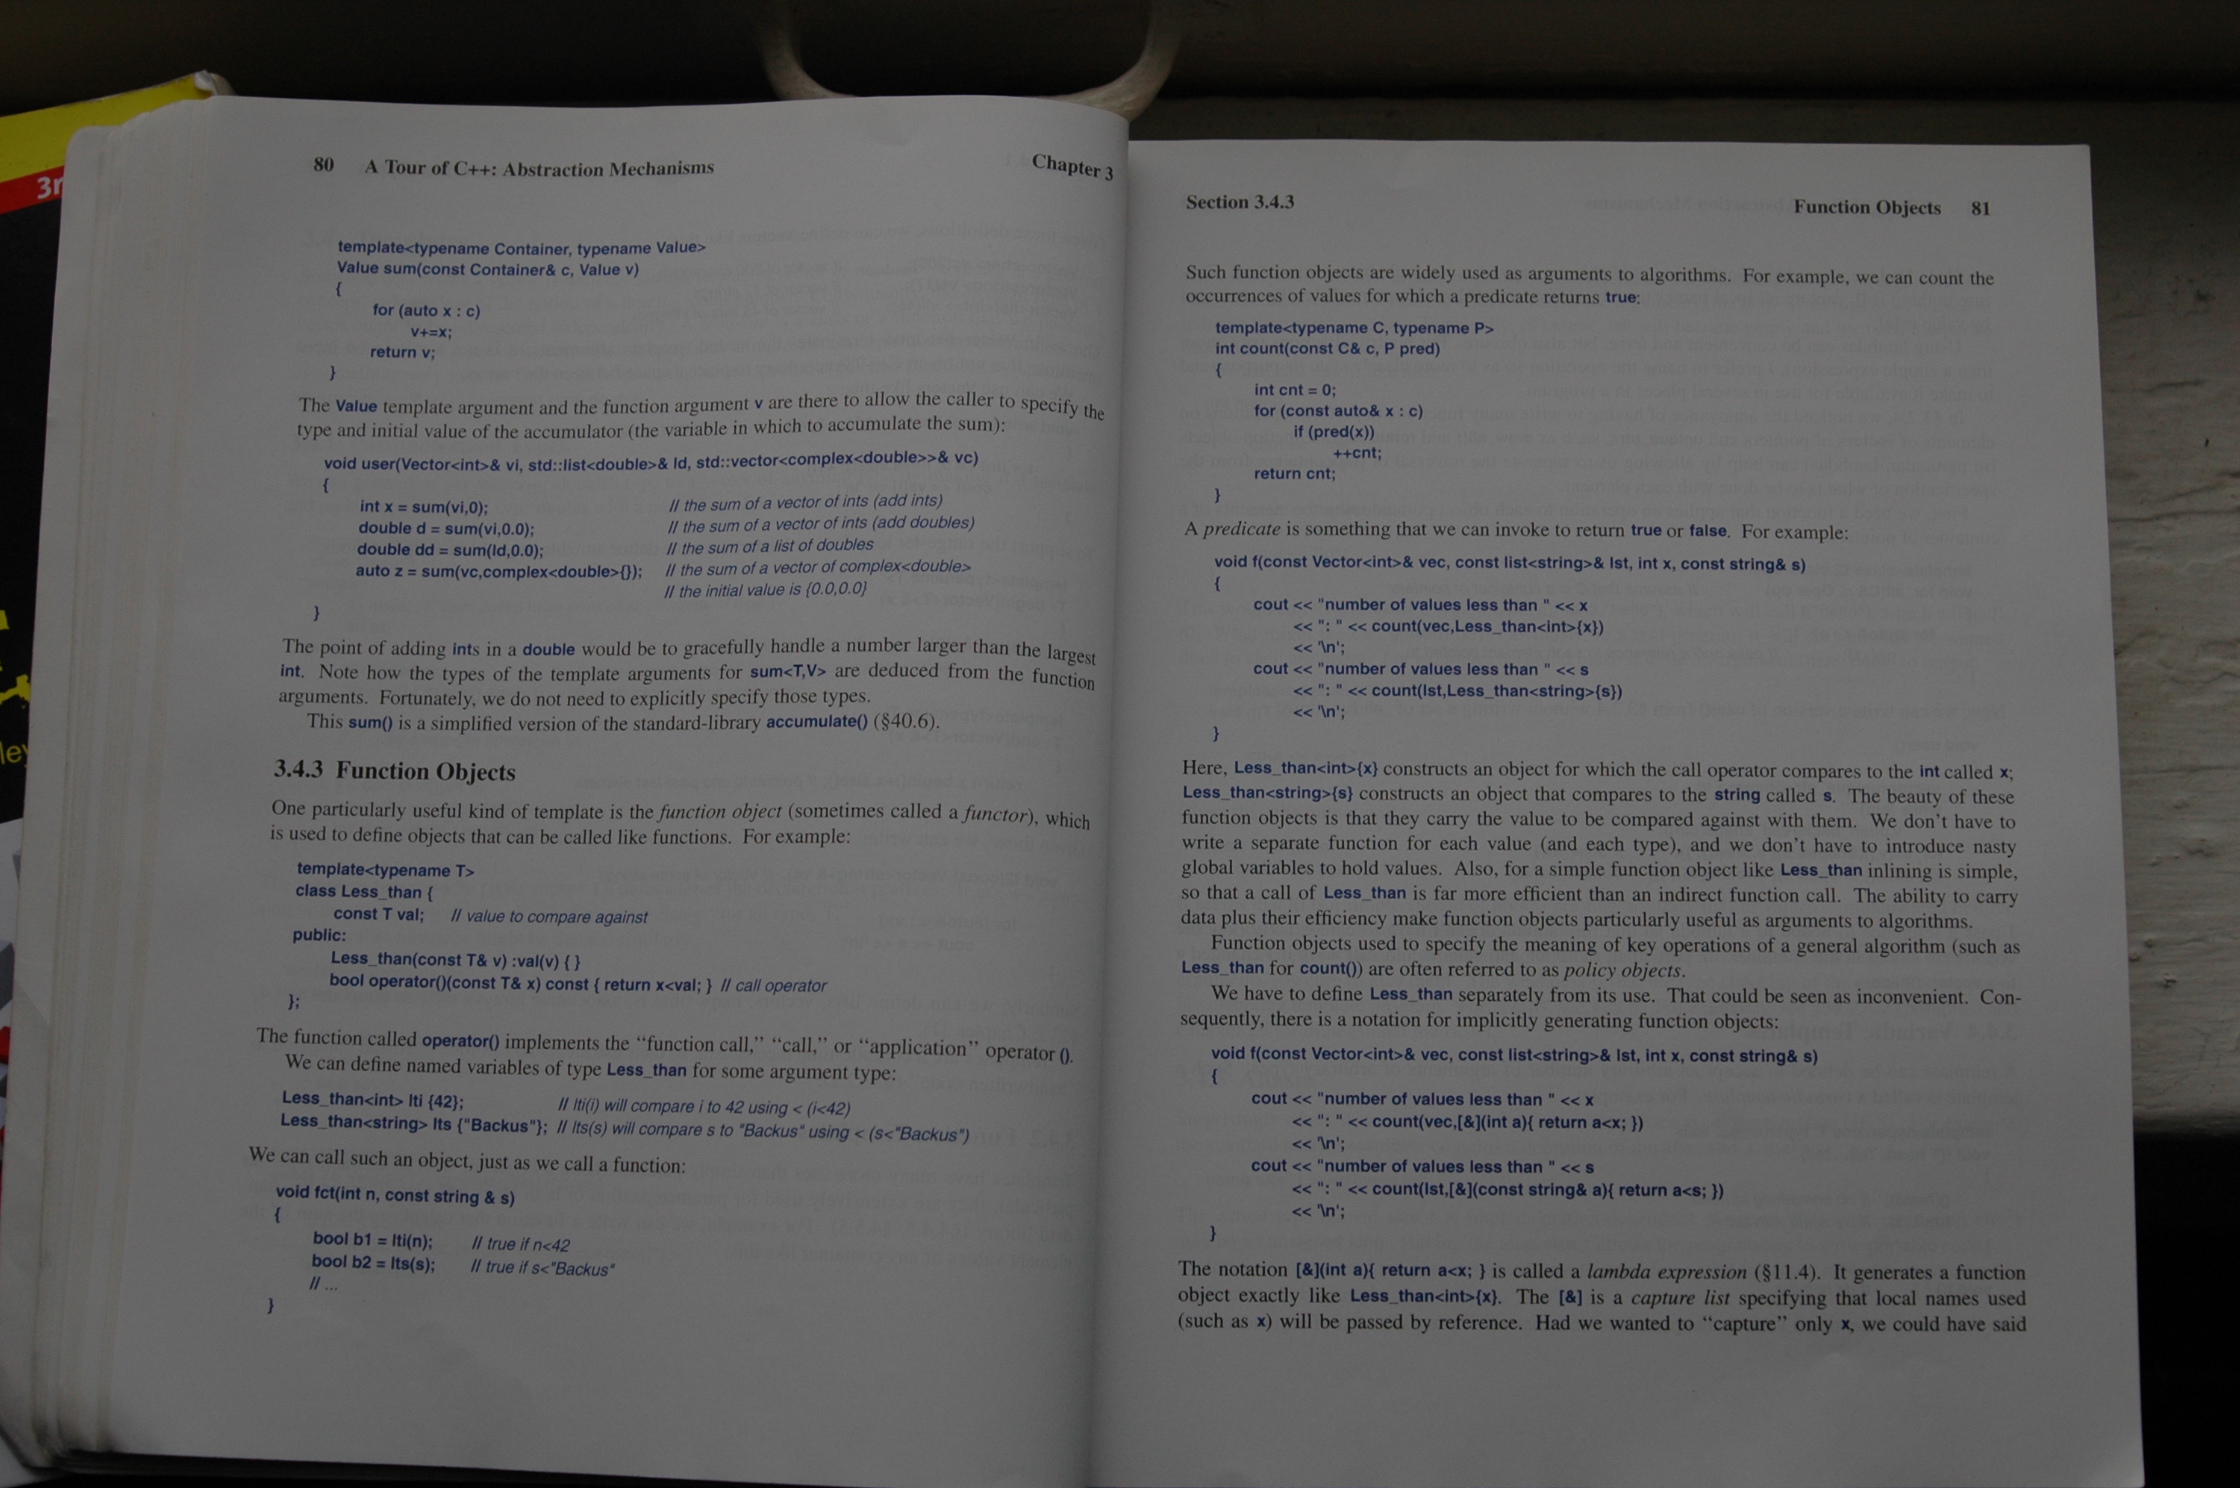 3r
ley
80 A Tour of C++: Abstraction Mechanisms Chapter 3
template<typename Container, typename Value>
Value sum(const Container& c, Value v)
{
for (auto x : c)
v+=x;
return v;
}
The Value template argument and the function argument v are there to allow the caller to specify the
type and initial value of the accumulator (the variable in which to accumulate the sum):
void user(Vector<int>& vi, std::list<double>& ld, std::vector<complex<double>>& vc)
{
int x = sum(vi,0); // the sum of a vector of ints (add ints)
double d = sum(vi,0.0); // the sum of a vector of ints (add doubles)
double dd = sum(ld,0.0); // the sum of a list of doubles
auto z = sum(vc,complex<double>{}); // the sum of a vector of complex<double>
// the initial value is {0.0,0.0}
}
The point of adding ints in a double would be to gracefully handle a number larger than the largest
int. Note how the types of the template arguments for sum<T,V> are deduced from the function
arguments. Fortunately, we do not need to explicitly specify those types.
This sum() is a simplified version of the standard-library accumulate() (§40.6).
3.4.3 Function Objects
One particularly useful kind of template is the function object (sometimes called a functor), which
is used to define objects that can be called like functions. For example:
template<typename T>
class Less_than {
const T val; // value to compare against
public:
Less_than(const T& v) :val(v) { }
bool operator()(const T& x) const { return x<val; } // call operator
};
The function called operator() implements the “function call,” “call,” or “application” operator ().
We can define named variables of type Less_than for some argument type:
Less_than<int> lti {42}; // lti(i) will compare i to 42 using < (i<42)
Less_than<string> lts {"Backus"}; // lts(s) will compare s to "Backus" using < (s<"Backus")
We can call such an object, just as we call a function:
void fct(int n, const string & s)
{
bool b1 = lti(n); // true if n<42
bool b2 = lts(s); // true if s<"Backus"
// ...
}
Section 3.4.3 Function Objects 81
Such function objects are widely used as arguments to algorithms. For example, we can count the
occurrences of values for which a predicate returns true:
template<typename C, typename P>
int count(const C& c, P pred)
{
int cnt = 0;
for (const auto& x : c)
if (pred(x))
++cnt;
return cnt;
}
A predicate is something that we can invoke to return true or false. For example:
void f(const Vector<int>& vec, const list<string>& lst, int x, const string& s)
{
cout << "number of values less than " << x
<< ": " << count(vec,Less_than<int>{x})
<< '\n';
cout << "number of values less than " << s
<< ": " << count(lst,Less_than<string>{s})
<< '\n';
}
Here, Less_than<int>{x} constructs an object for which the call operator compares to the int called x;
Less_than<string>{s} constructs an object that compares to the string called s. The beauty of these
function objects is that they carry the value to be compared against with them. We don’t have to
write a separate function for each value (and each type), and we don’t have to introduce nasty
global variables to hold values. Also, for a simple function object like Less_than inlining is simple,
so that a call of Less_than is far more efficient than an indirect function call. The ability to carry
data plus their efficiency make function objects particularly useful as arguments to algorithms.
Function objects used to specify the meaning of key operations of a general algorithm (such as
Less_than for count()) are often referred to as policy objects.
We have to define Less_than separately from its use. That could be seen as inconvenient. Con-
sequently, there is a notation for implicitly generating function objects:
void f(const Vector<int>& vec, const list<string>& lst, int x, const string& s)
{
cout << "number of values less than " << x
<< ": " << count(vec,[&](int a){ return a<x; })
<< '\n';
cout << "number of values less than " << s
<< ": " << count(lst,[&](const string& a){ return a<s; })
<< '\n';
}
The notation [&](int a){ return a<x; } is called a lambda expression (§11.4). It generates a function
object exactly like Less_than<int>{x}. The [&] is a capture list specifying that local names used
(such as x) will be passed by reference. Had we wanted to “capture” only x, we could have said